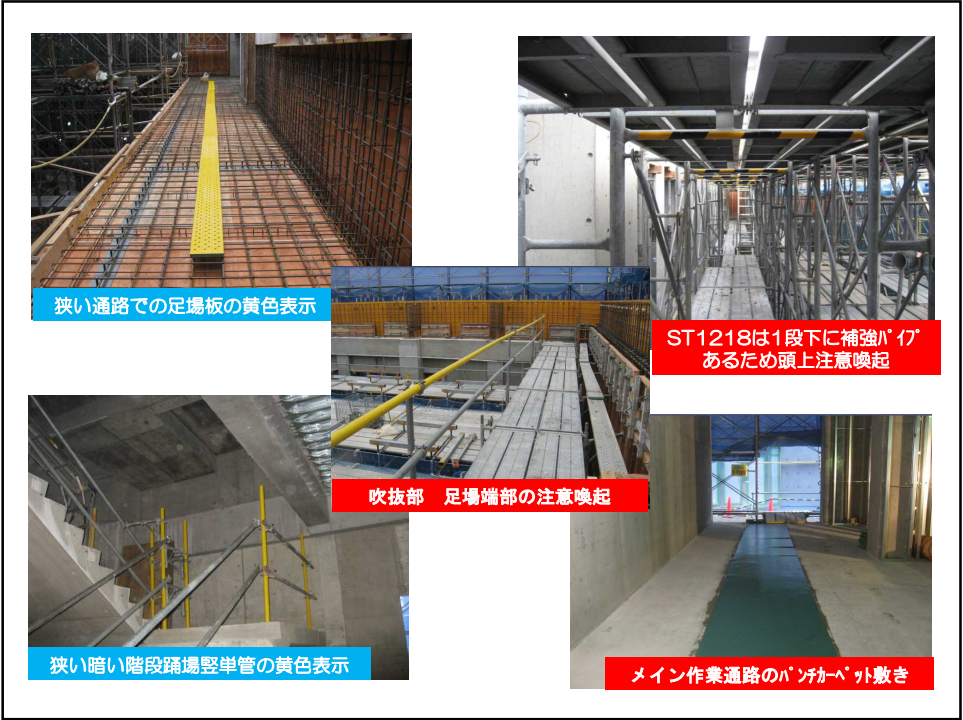 狭い通路での足場板の黄色表示
ST1218は1段下に補強ﾊﾟｲﾌﾟ
あるため頭上注意喚起
吹抜部　足場端部の注意喚起
狭い暗い階段踊場竪単管の黄色表示
メイン作業通路のﾊﾟﾝﾁｶｰﾍﾟｯﾄ敷き